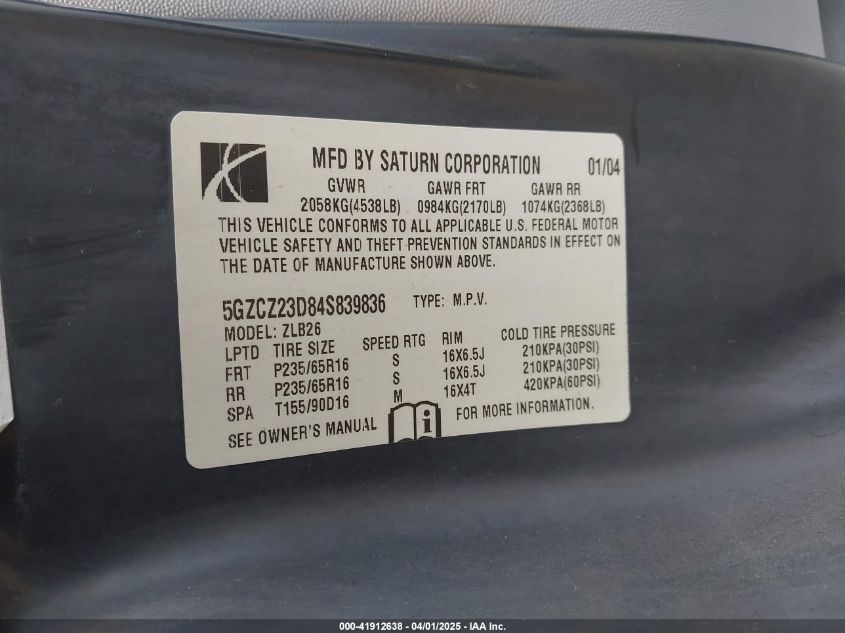 MFD BY SATURN CORPORATION 01/04
GVWR GAWR FRT GAWR RR
2058KG(4538LB) 0984KG(2170LB) 1074KG(2368LB)
THIS VEHICLE CONFORMS TO ALL APPLICABLE U.S. FEDERAL MOTOR
VEHICLE SAFETY AND THEFT PREVENTION STANDARDS IN EFFECT ON
THE DATE OF MANUFACTURE SHOWN ABOVE.
5GZCZ23D84S839836 TYPE: M.P.V.
MODEL: ZLB26
LPTD TIRE SIZE SPEED RTG RIM COLD TIRE PRESSURE
FRT P235/65R16 S 16X6.5J 210KPA(30PSI)
RR P235/65R16 S 16X6.5J 210KPA(30PSI)
SPA T155/90D16 M 16X4T 420KPA(60PSI)
SEE OWNER'S MANUAL i FOR MORE INFORMATION.
000-41912638 - 04/01/2025 - IAA Inc.